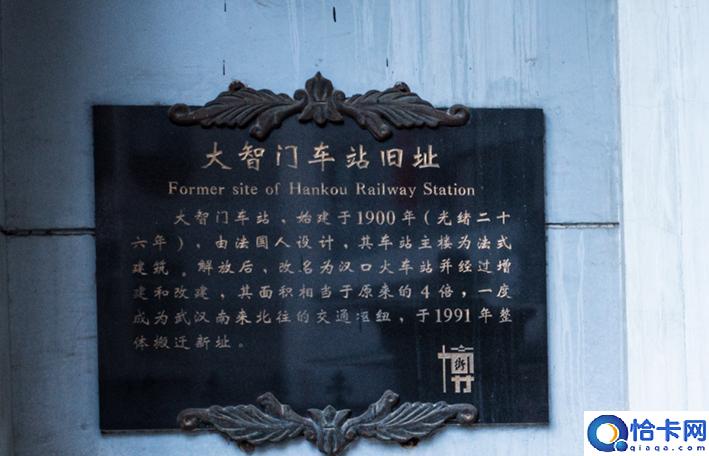 大智门车站旧址
Former site of Hankou Railway Station
大智门车站，始建于1900年（光绪二十
六年），由法国人设计，其车站主楼为法式
建筑。解放后，改名为汉口火车站并经过增
建和改建，其面积相当于原来的4倍，一度
成为武汉南来北往的交通枢纽，于1991年整
体搬迁新址。
恰卡网
qiaqa.com